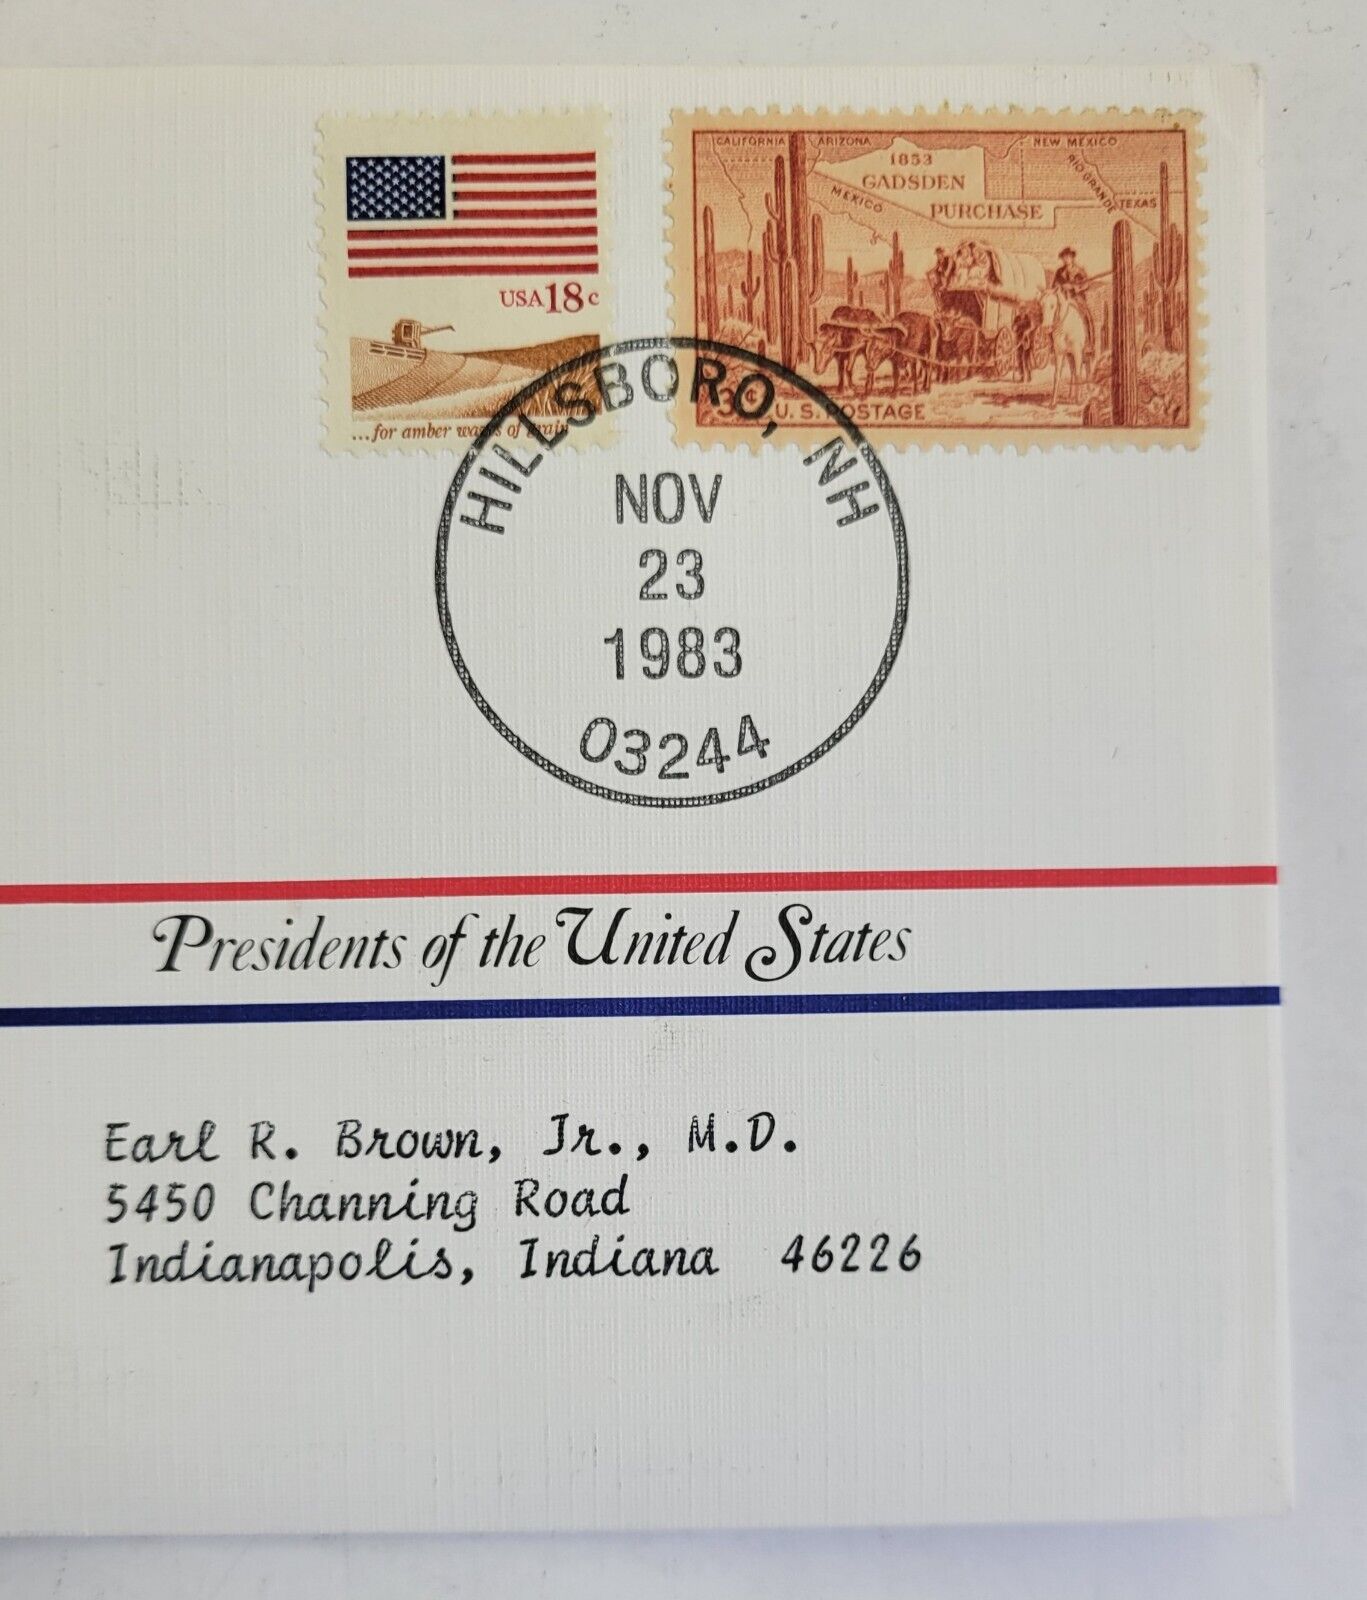 USA 18c
...for amber waves of grain
CALIFORNIA ARIZONA NEW MEXICO
1853
GADSDEN
PURCHASE
MEXICO
RIO GRANDE
TEXAS
3¢ U.S. POSTAGE
HILLSBORO, NH
NOV
23
1983
03244
Presidents of the United States
Earl R. Brown, Jr., M.D.
5450 Channing Road
Indianapolis, Indiana 46226